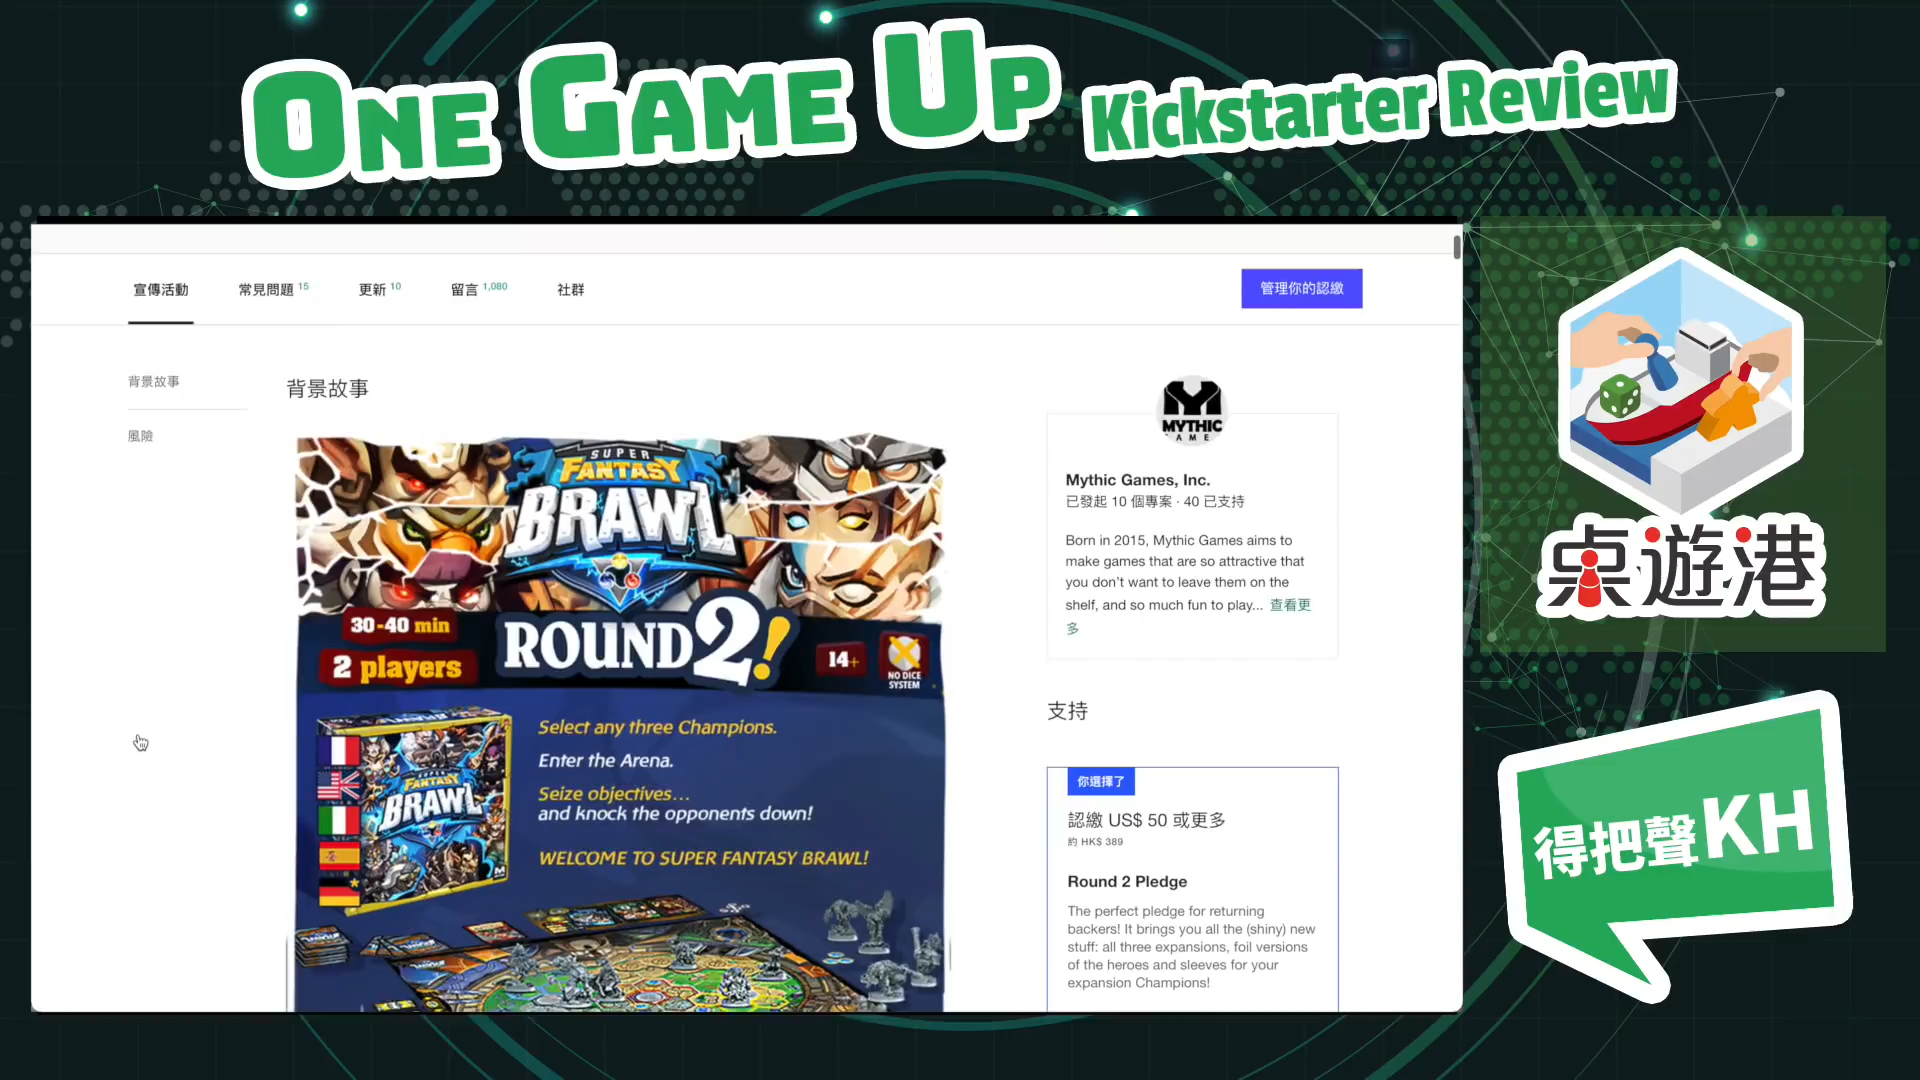 ONE GAME UP Kickstarter Review
宣傳活動 常見問題 15 更新 10 留言 1,080 社群
管理你的認繳
背景故事
風險
背景故事
SUPER
FANTASY
BRAWL
30-40 min
2 players
ROUND 2!
14+
NO DICE
SYSTEM
SUPER
FANTASY
BRAWL
Select any three Champions.
Enter the Arena.
Seize objectives…
and knock the opponents down!
WELCOME TO SUPER FANTASY BRAWL!
MYTHIC
GAME
Mythic Games, Inc.
已發起 10 個專案 · 40 已支持
Born in 2015, Mythic Games aims to
make games that are so attractive that
you don’t want to leave them on the
shelf, and so much fun to play... 查看更
多
支持
你選擇了
認繳 US$ 50 或更多
約 HK$ 389
Round 2 Pledge
The perfect pledge for returning
backers! It brings you all the (shiny) new
stuff: all three expansions, foil versions
of the heroes and sleeves for your
expansion Champions!
桌遊港
得把聲KH